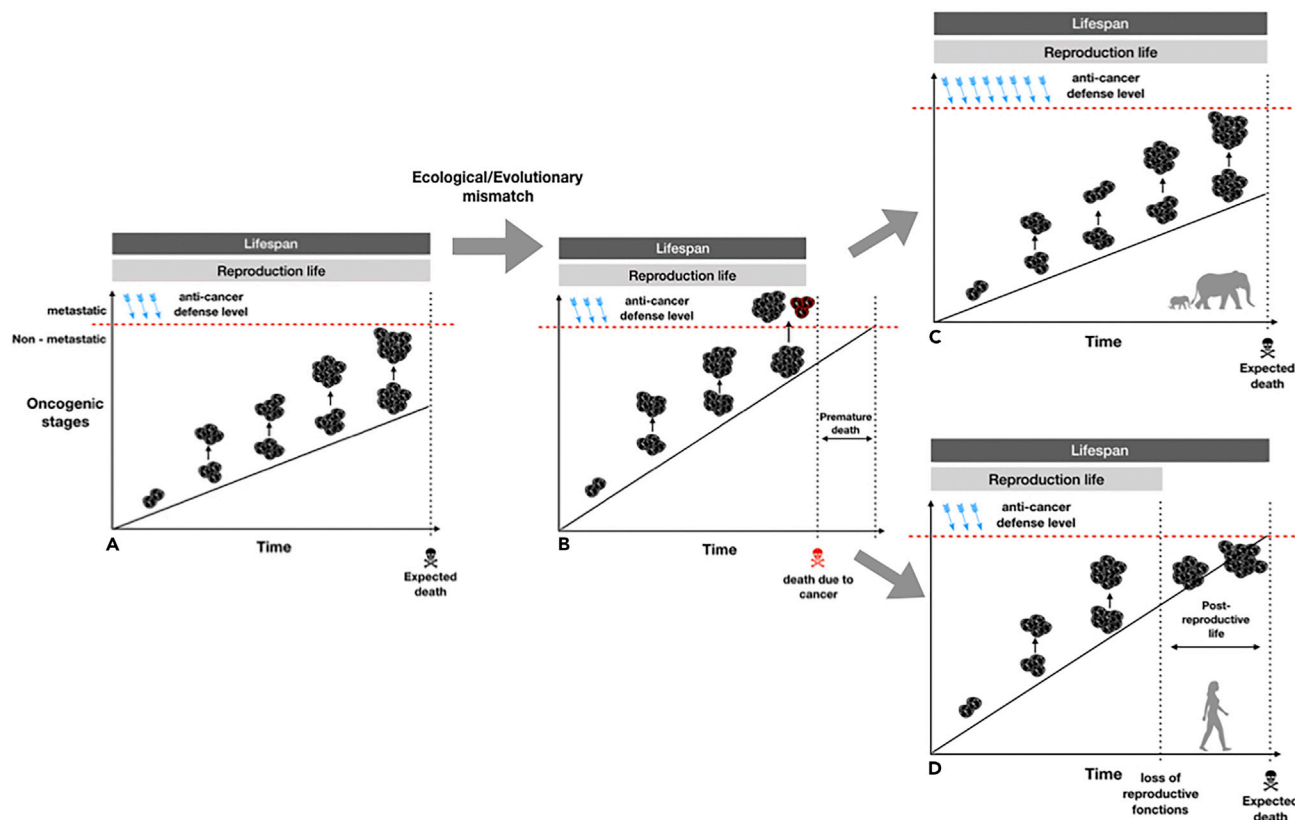 Ecological/Evolutionary
mismatch
Lifespan
Reproduction life
anti-cancer
defense level
metastatic
Non - metastatic
Oncogenic
stages
A
Time
Expected
death
Lifespan
Reproduction life
anti-cancer
defense level
Premature
death
B
Time
death due to
cancer
Lifespan
Reproduction life
anti-cancer
defense level
C
Time
Expected
death
Lifespan
Reproduction life
anti-cancer
defense level
Post-
reproductive
life
D
Time
loss of
reproductive
fonctions
Expected
death